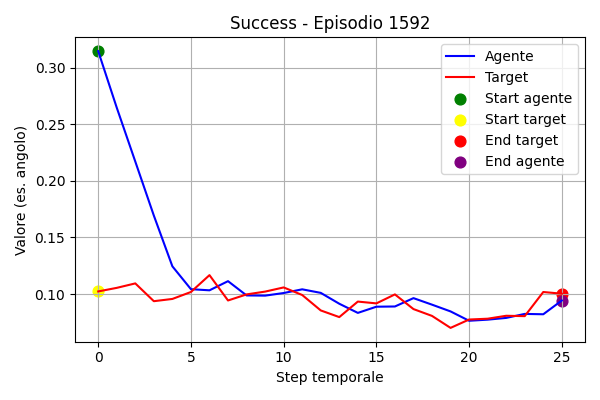 Success - Episodio 1592
Valore (es. angolo)
0.30
0.25
0.20
0.15
0.10
Agente
Target
Start agente
Start target
End target
End agente
0 5 10 15 20 25
Step temporale